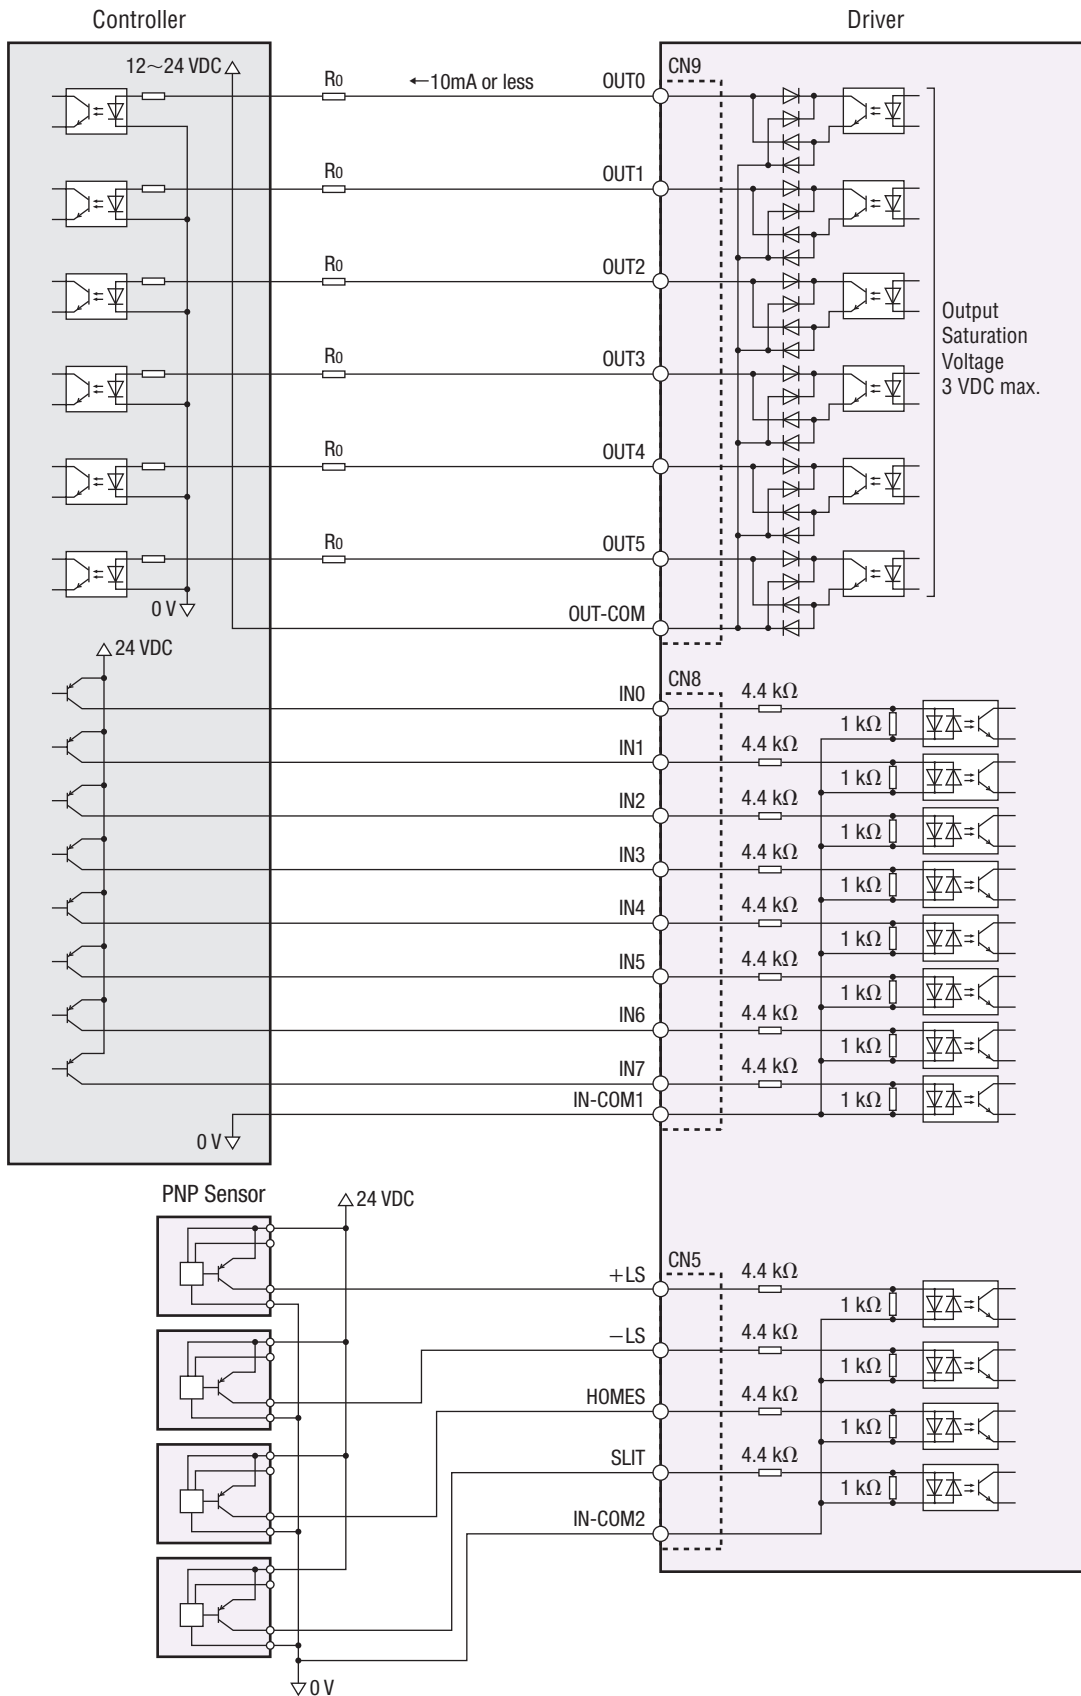 Controller
Driver
12～24 VDC
R0
←10mA or less
OUT0
CN9
R0
OUT1
R0
OUT2
Output
Saturation
Voltage
3 VDC max.
R0
OUT3
R0
OUT4
R0
OUT5
0 V
OUT-COM
24 VDC
CN8
IN0
4.4 kΩ
1 kΩ
IN1
4.4 kΩ
1 kΩ
IN2
4.4 kΩ
1 kΩ
IN3
4.4 kΩ
1 kΩ
IN4
4.4 kΩ
1 kΩ
IN5
4.4 kΩ
1 kΩ
IN6
4.4 kΩ
1 kΩ
IN7
4.4 kΩ
IN-COM1
1 kΩ
0 V
PNP Sensor
24 VDC
CN5
+LS
4.4 kΩ
1 kΩ
−LS
4.4 kΩ
1 kΩ
HOMES
4.4 kΩ
1 kΩ
SLIT
4.4 kΩ
1 kΩ
IN-COM2
0 V